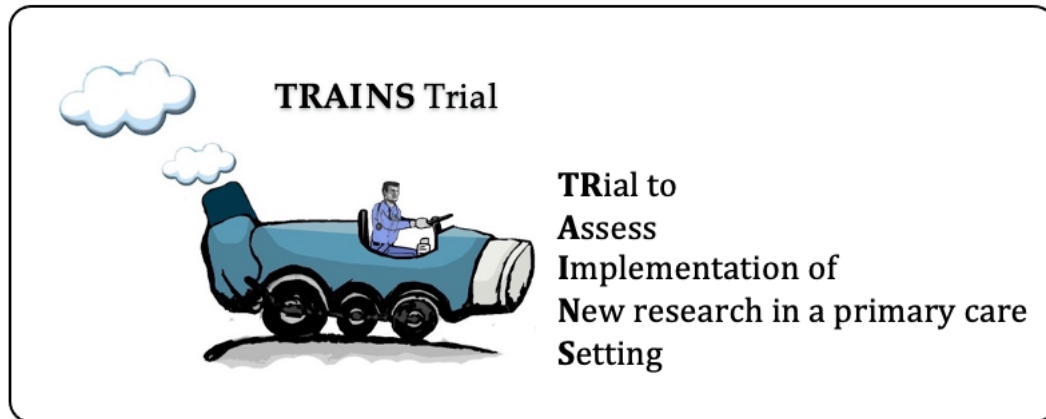 TRAINS Trial
TRial to
Assess
Implementation of
New research in a primary care
Setting